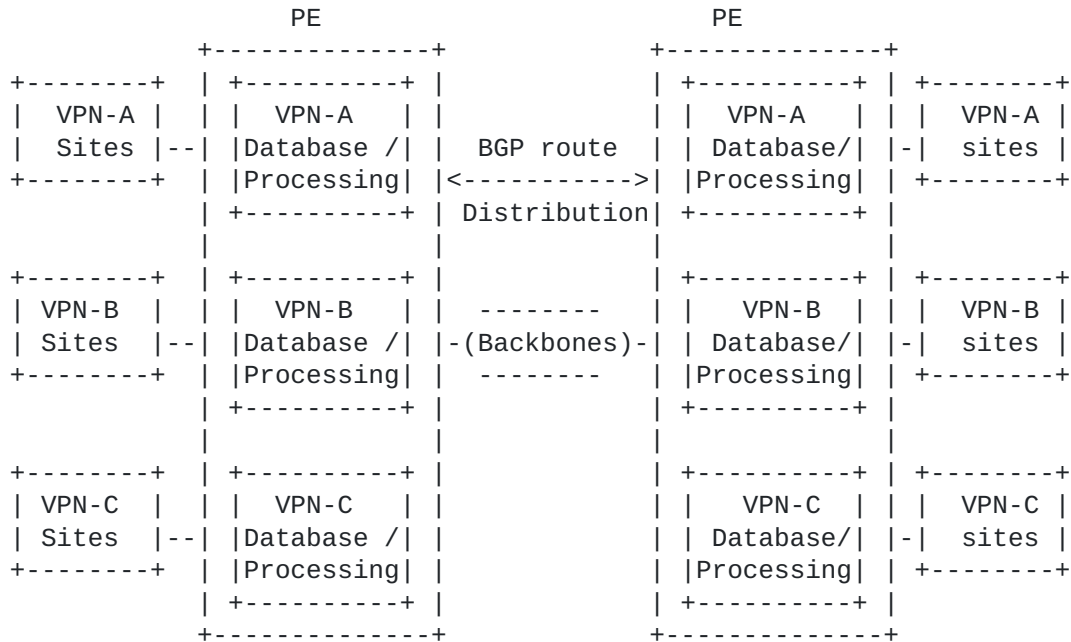 PE PE
VPN-A VPN-A VPN-A VPN-A
Sites Database / BGP route Database/ sites
Processing Processing
Distribution
VPN-B VPN-B VPN-B VPN-B
Sites Database / (Backbones) Database/ sites
Processing Processing
VPN-C VPN-C VPN-C VPN-C
Sites Database / Database/ sites
Processing Processing